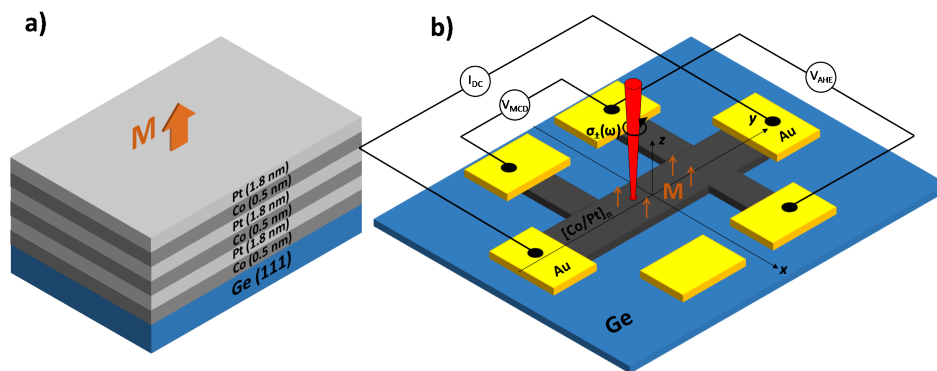 a)
M
Pt (1.8 nm)
Co (0.5 nm)
Pt (1.8 nm)
Co (0.5 nm)
Pt (1.8 nm)
Co (0.5 nm)
Ge (111)
b)
I_DC
V_MCD
V_AHE
σ±(ω)
z
y
Au
M
[Co/Pt]_n
Au
x
Ge